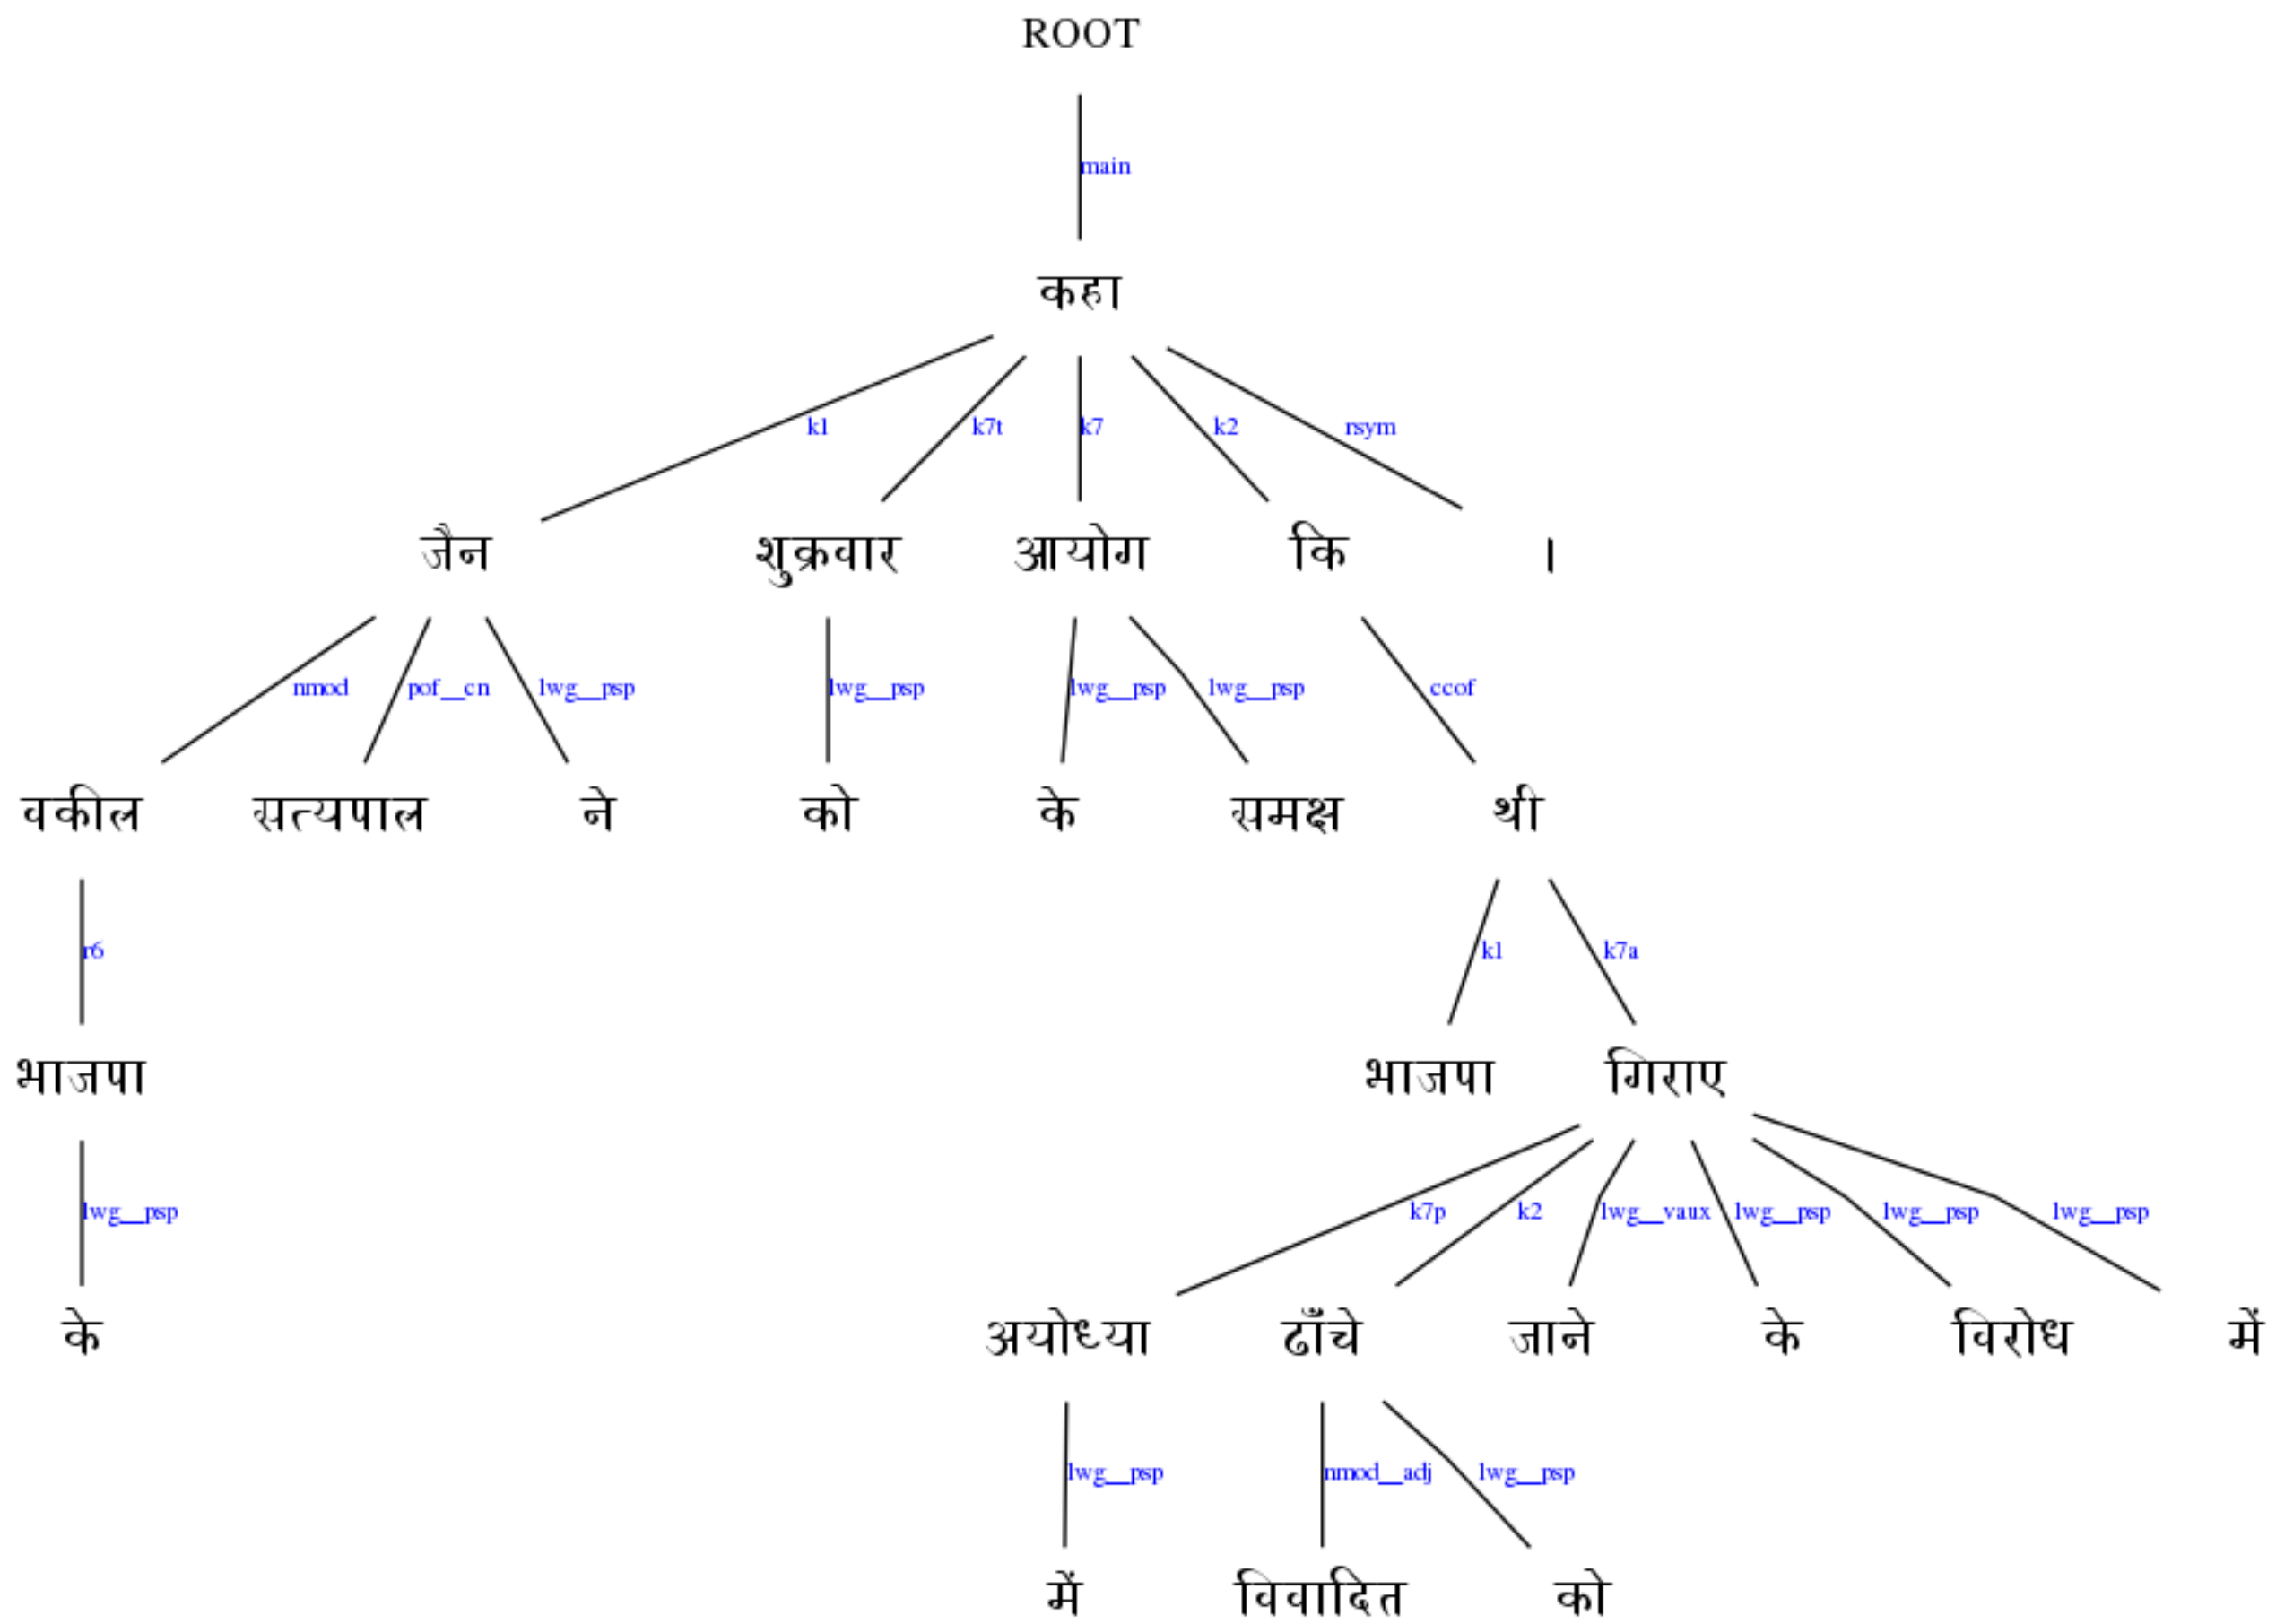 ROOT
main
कहा
k1 k7t k7 k2 rsym
जैन शुक्रवार आयोग कि ।
nmod pof__cn lwg__psp lwg__psp lwg__psp lwg__psp ccof
वकील सत्यपाल ने को के समक्ष थी
r6 k1 k7a
भाजपा भाजपा गिराए
lwg__psp k7p k2 lwg__vaux lwg__psp lwg__psp lwg__psp
के अयोध्या ढाँचे जाने के विरोध में
lwg__psp nmod__adj lwg__psp
में विवादित को